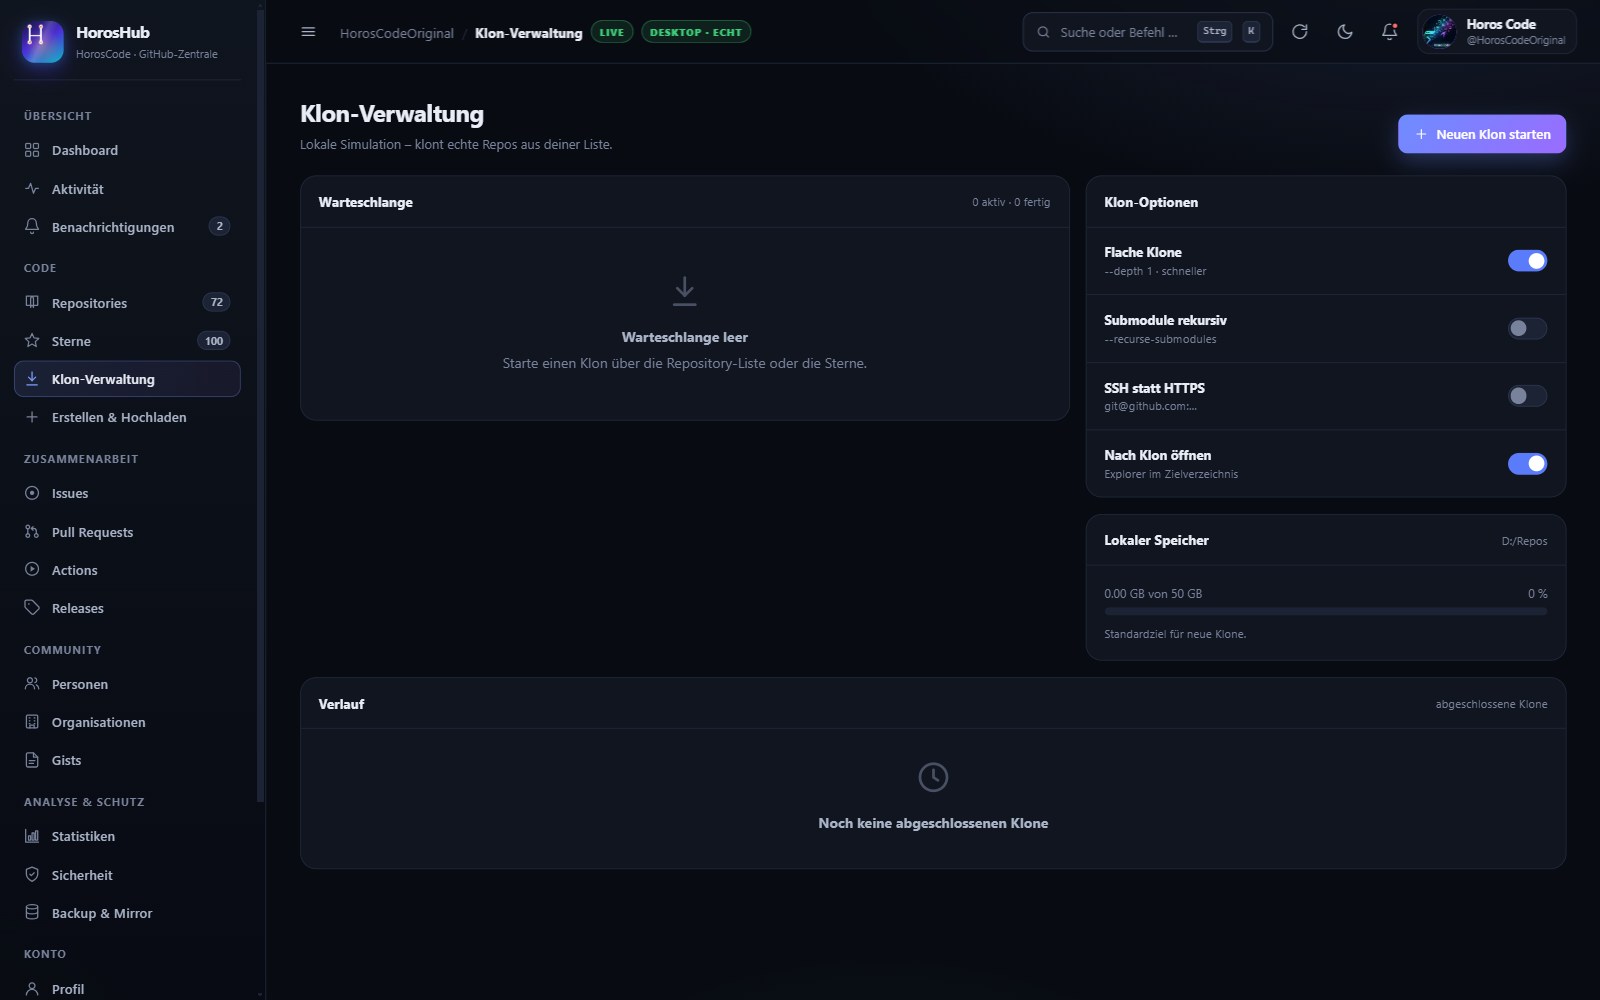 HorosHub
HorosCode · GitHub-Zentrale
ÜBERSICHT
Dashboard
Aktivität
Benachrichtigungen 2
CODE
Repositories 72
Sterne 100
Klon-Verwaltung
Erstellen & Hochladen
ZUSAMMENARBEIT
Issues
Pull Requests
Actions
Releases
COMMUNITY
Personen
Organisationen
Gists
ANALYSE & SCHUTZ
Statistiken
Sicherheit
Backup & Mirror
KONTO
Profil
HorosCodeOriginal / Klon-Verwaltung LIVE DESKTOP · ECHT
Suche oder Befehl ... Strg K
Horos Code
@HorosCodeOriginal
Klon-Verwaltung
Lokale Simulation – klont echte Repos aus deiner Liste.
Neuen Klon starten
Warteschlange 0 aktiv · 0 fertig
Warteschlange leer
Starte einen Klon über die Repository-Liste oder die Sterne.
Klon-Optionen
Flache Klone
--depth 1 · schneller
Submodule rekursiv
--recurse-submodules
SSH statt HTTPS
git@github.com:...
Nach Klon öffnen
Explorer im Zielverzeichnis
Lokaler Speicher D:/Repos
0.00 GB von 50 GB 0 %
Standardziel für neue Klone.
Verlauf abgeschlossene Klone
Noch keine abgeschlossenen Klone